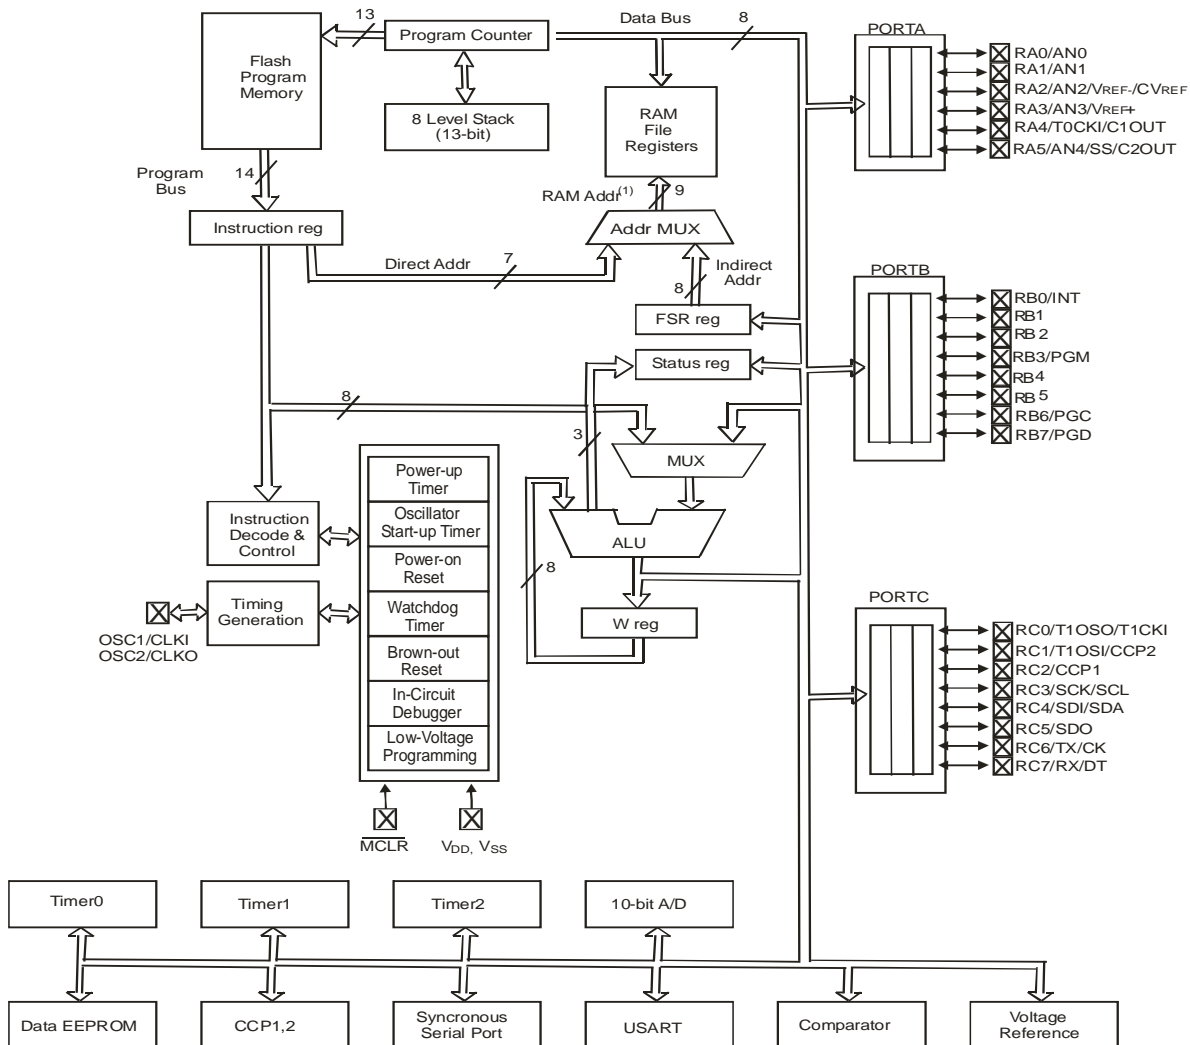 13
Data Bus
8
Program Counter
Flash
Program
Memory
8 Level Stack
(13-bit)
RAM
File
Registers
Program
Bus
14
RAM Addr(1)
9
Instruction reg
Addr MUX
Direct Addr
7
Indirect
Addr
8
FSR reg
Status reg
8
3
MUX
Power-up
Timer
Oscillator
Start-up Timer
Power-on
Reset
Watchdog
Timer
Brown-out
Reset
In-Circuit
Debugger
Low-Voltage
Programming
Instruction
Decode &
Control
ALU
8
Timing
Generation
W reg
OSC1/CLKI
OSC2/CLKO
MCLR
VDD, VSS
PORTA
RA0/AN0
RA1/AN1
RA2/AN2/VREF-/CVREF
RA3/AN3/VREF+
RA4/T0CKI/C1OUT
RA5/AN4/SS/C2OUT
PORTB
RB0/INT
RB1
RB2
RB3/PGM
RB4
RB5
RB6/PGC
RB7/PGD
PORTC
RC0/T1OSO/T1CKI
RC1/T1OSI/CCP2
RC2/CCP1
RC3/SCK/SCL
RC4/SDI/SDA
RC5/SDO
RC6/TX/CK
RC7/RX/DT
Timer0
Timer1
Timer2
10-bit A/D
Data EEPROM
CCP1,2
Syncronous
Serial Port
USART
Comparator
Voltage
Reference